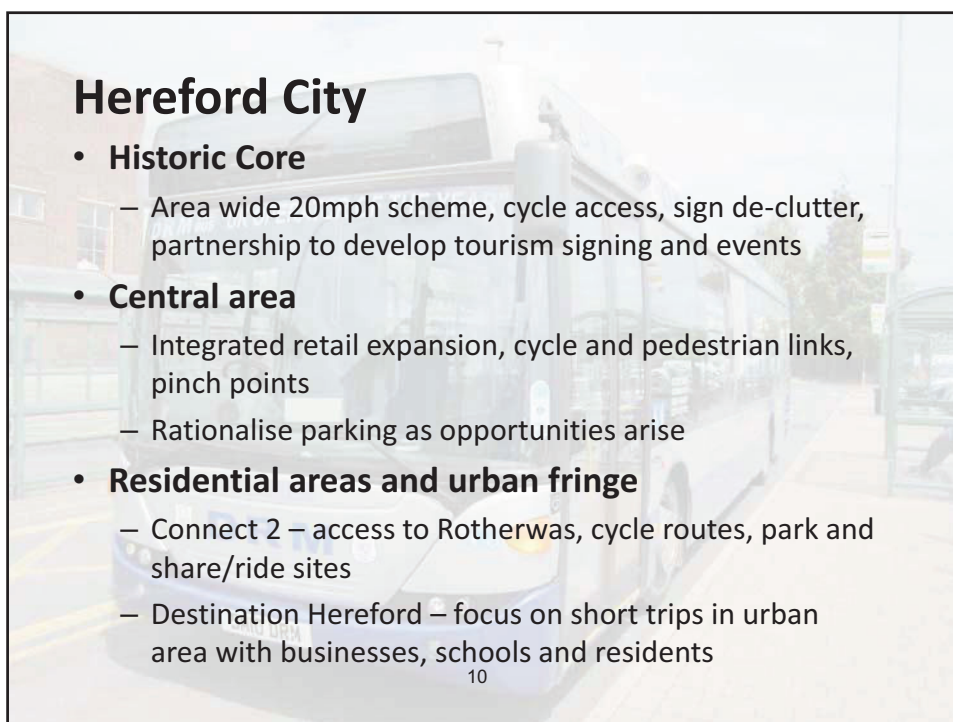 Hereford City
• Historic Core
– Area wide 20mph scheme, cycle access, sign de-clutter,
partnership to develop tourism signing and events
• Central area
– Integrated retail expansion, cycle and pedestrian links,
pinch points
– Rationalise parking as opportunities arise
• Residential areas and urban fringe
– Connect 2 – access to Rotherwas, cycle routes, park and
share/ride sites
– Destination Hereford – focus on short trips in urban
area with businesses, schools and residents
10